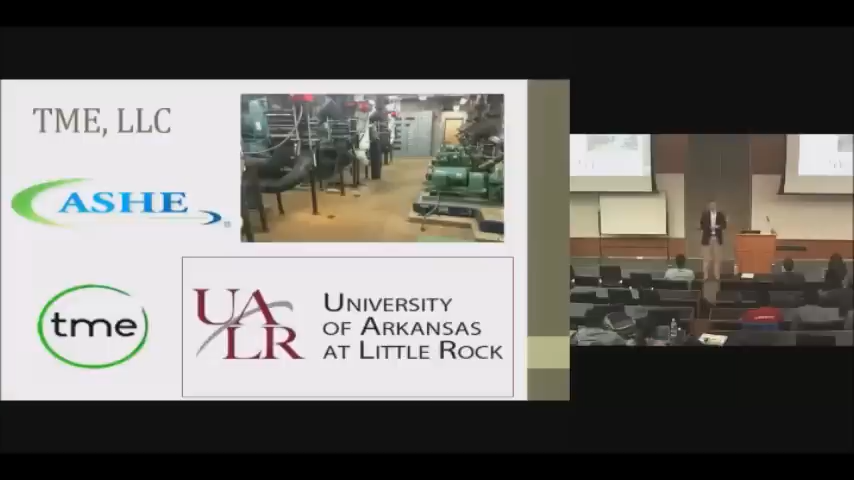 TME, LLC
ASHE
tme
UALR
UNIVERSITY
OF ARKANSAS
AT LITTLE ROCK